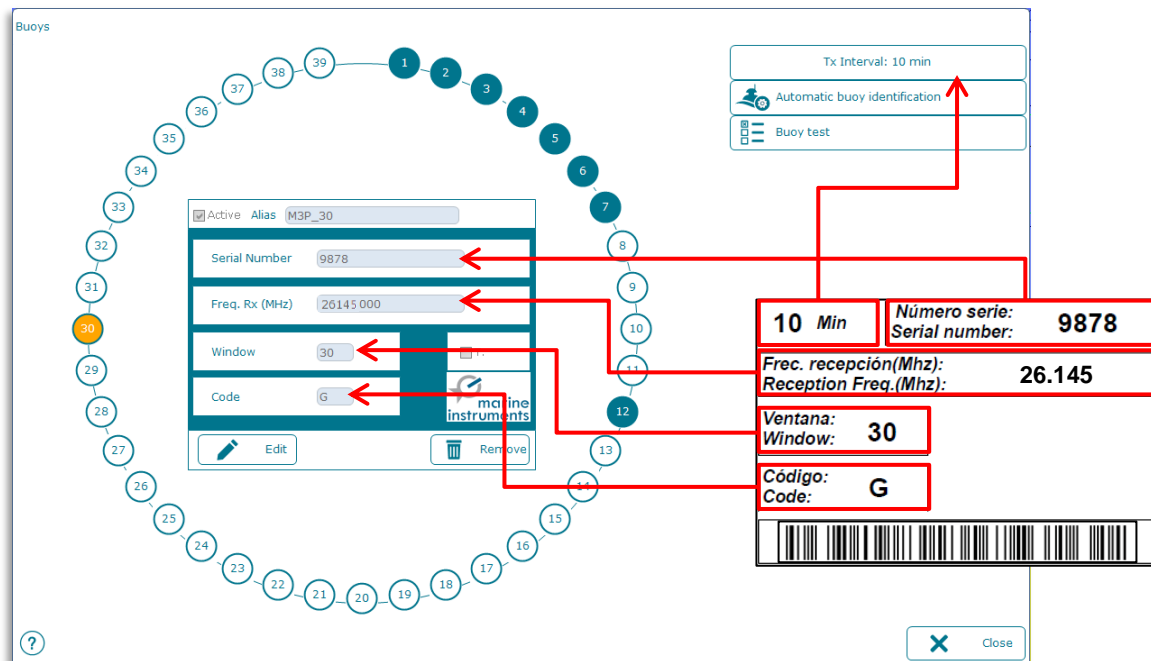 Buoys
39
1
2
3
4
5
6
7
8
9
10
11
12
13
14
15
16
17
18
19
20
21
22
23
24
25
26
27
28
29
30
31
32
33
34
35
36
37
38
Tx Interval: 10 min
Automatic buoy identification
Buoy test
Active Alias M3P_30
Serial Number 9878
Freq. Rx (MHz) 26145000
Window 30
Code G
marine
instruments
Edit Remove
10 Min
Número serie:
Serial number: 9878
Frec. recepción(Mhz):
Reception Freq.(Mhz): 26.145
Ventana:
Window: 30
Código:
Code: G
?
Close